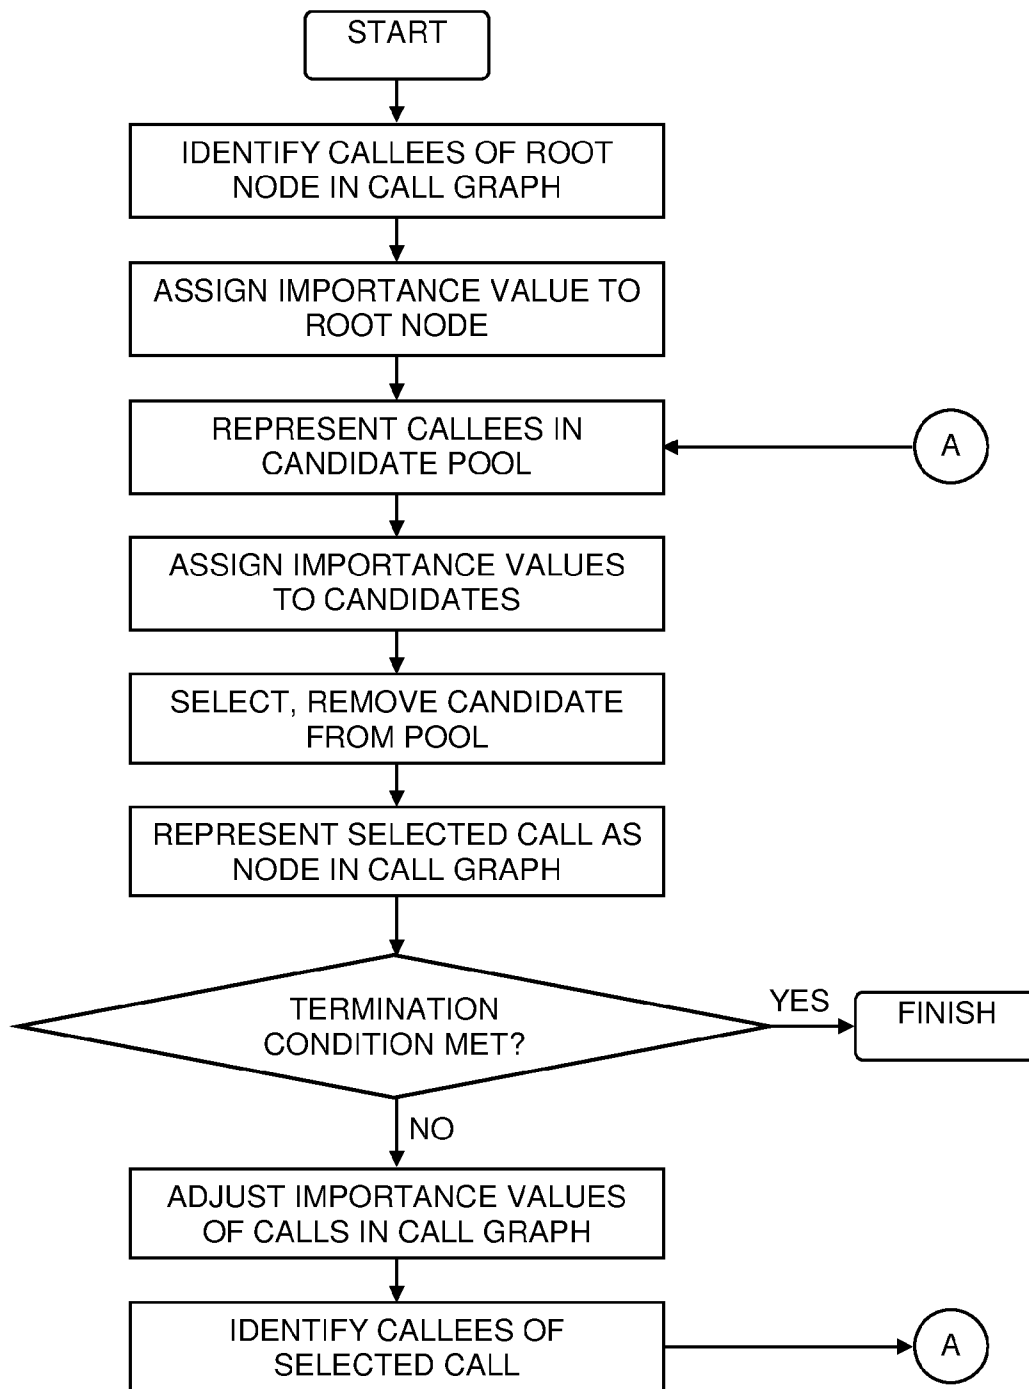 START
IDENTIFY CALLEES OF ROOT
NODE IN CALL GRAPH
ASSIGN IMPORTANCE VALUE TO
ROOT NODE
REPRESENT CALLEES IN
CANDIDATE POOL
A
ASSIGN IMPORTANCE VALUES
TO CANDIDATES
SELECT, REMOVE CANDIDATE
FROM POOL
REPRESENT SELECTED CALL AS
NODE IN CALL GRAPH
TERMINATION
CONDITION MET?
YES
FINISH
NO
ADJUST IMPORTANCE VALUES
OF CALLS IN CALL GRAPH
IDENTIFY CALLEES OF
SELECTED CALL
A